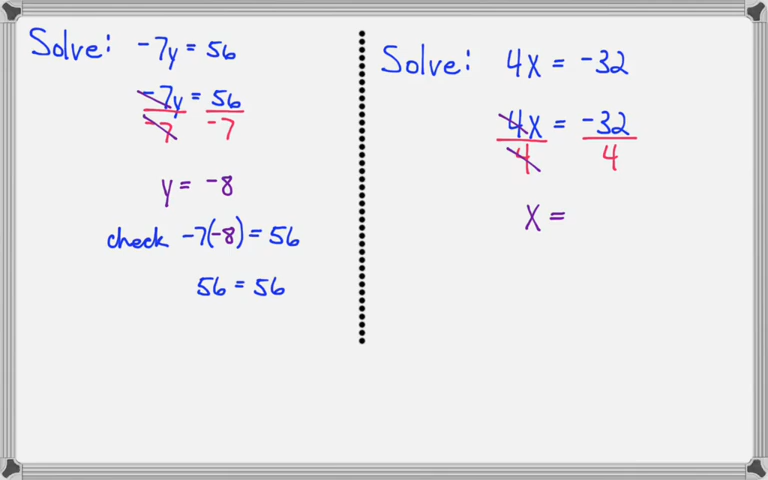 Solve: -7y = 56
-7y = 56
-7 -7
y = -8
check -7(-8) = 56
56 = 56
Solve: 4x = -32
4x = -32
4 4
x =